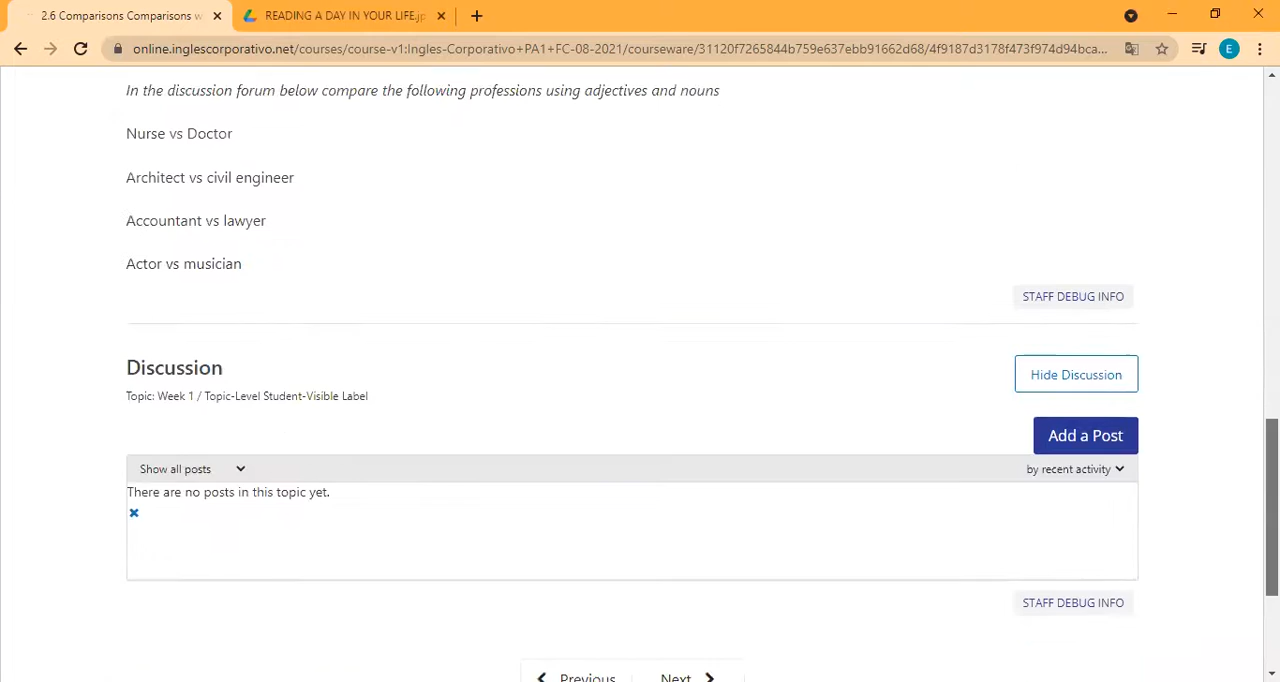 2.6 Comparisons Comparisons w
READING A DAY IN YOUR LIFE.jp
online.inglescorporativo.net/courses/course-v1:Ingles-Corporativo+PA1+FC-08-2021/courseware/31120f7265844b759e637ebb91662d68/4f9187d3178f473f974d94bca...
E
In the discussion forum below compare the following professions using adjectives and nouns
Nurse vs Doctor
Architect vs civil engineer
Accountant vs lawyer
Actor vs musician
STAFF DEBUG INFO
Discussion
Hide Discussion
Topic: Week 1 / Topic-Level Student-Visible Label
Add a Post
Show all posts
by recent activity
There are no posts in this topic yet.
STAFF DEBUG INFO
Previous
Next